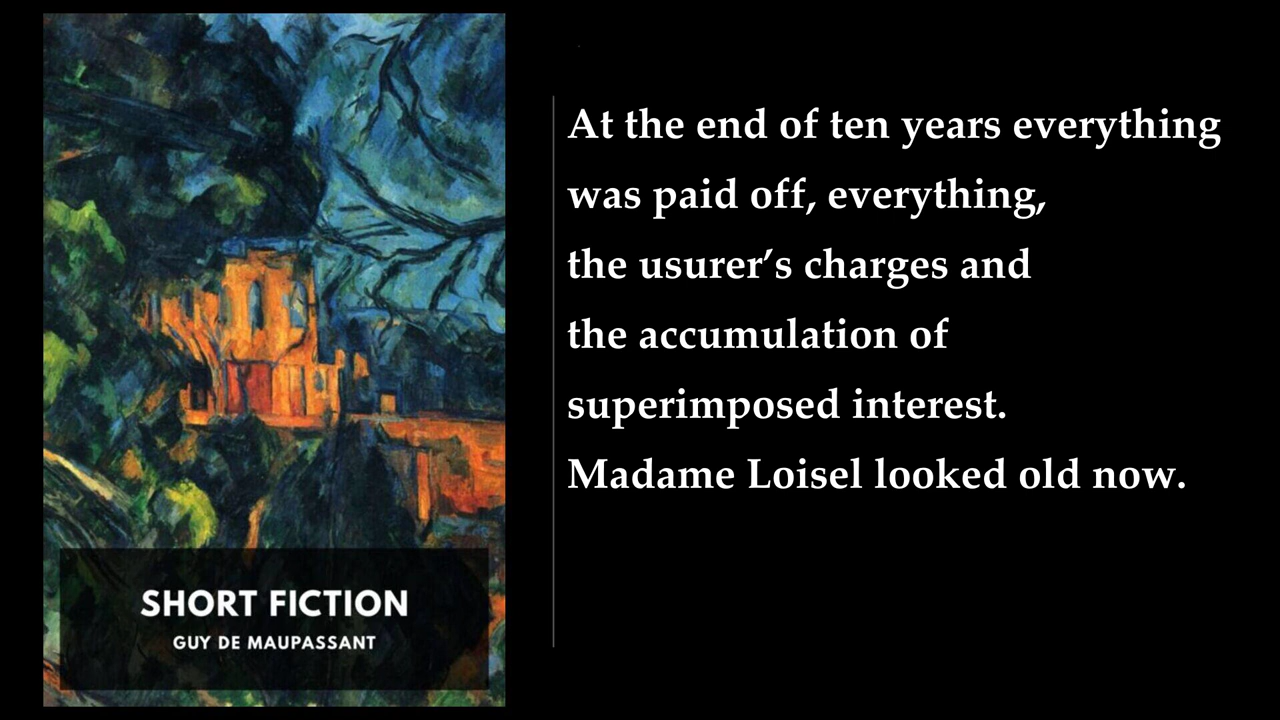 At the end of ten years everything
was paid off, everything,
the usurer’s charges and
the accumulation of
superimposed interest.
Madame Loisel looked old now.
SHORT FICTION
GUY DE MAUPASSANT